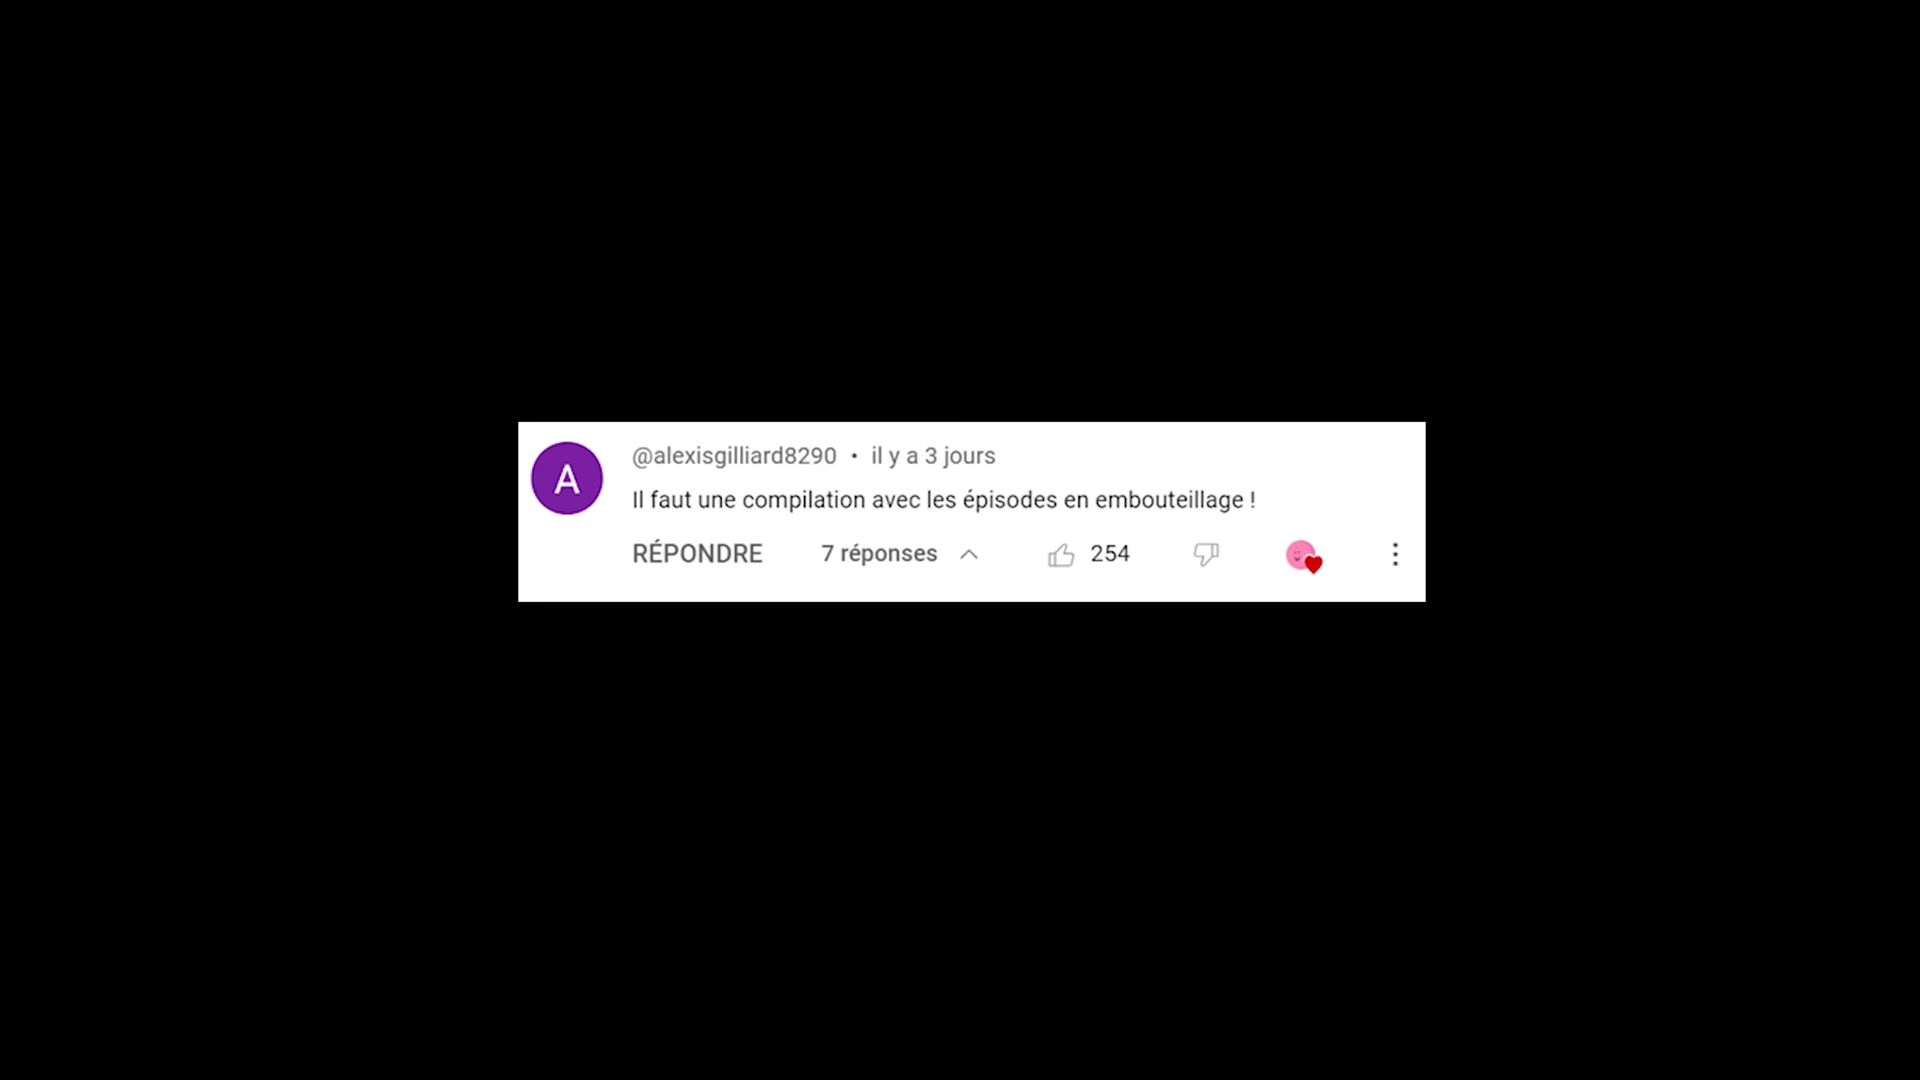 A
@alexisgilliard8290 • il y a 3 jours
Il faut une compilation avec les épisodes en embouteillage !
RÉPONDRE 7 réponses 254